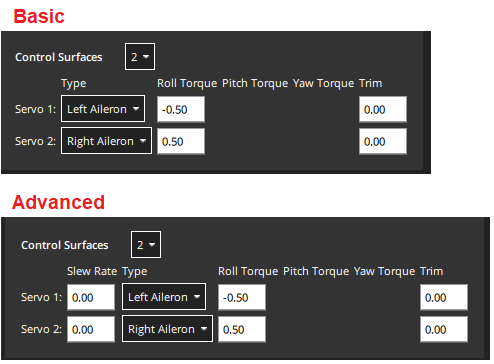 Basic
Control Surfaces 2
Type Roll Torque Pitch Torque Yaw Torque Trim
Servo 1: Left Aileron -0.50 0.00
Servo 2: Right Aileron 0.50 0.00
Advanced
Control Surfaces 2
Slew Rate Type Roll Torque Pitch Torque Yaw Torque Trim
Servo 1: 0.00 Left Aileron -0.50 0.00
Servo 2: 0.00 Right Aileron 0.50 0.00